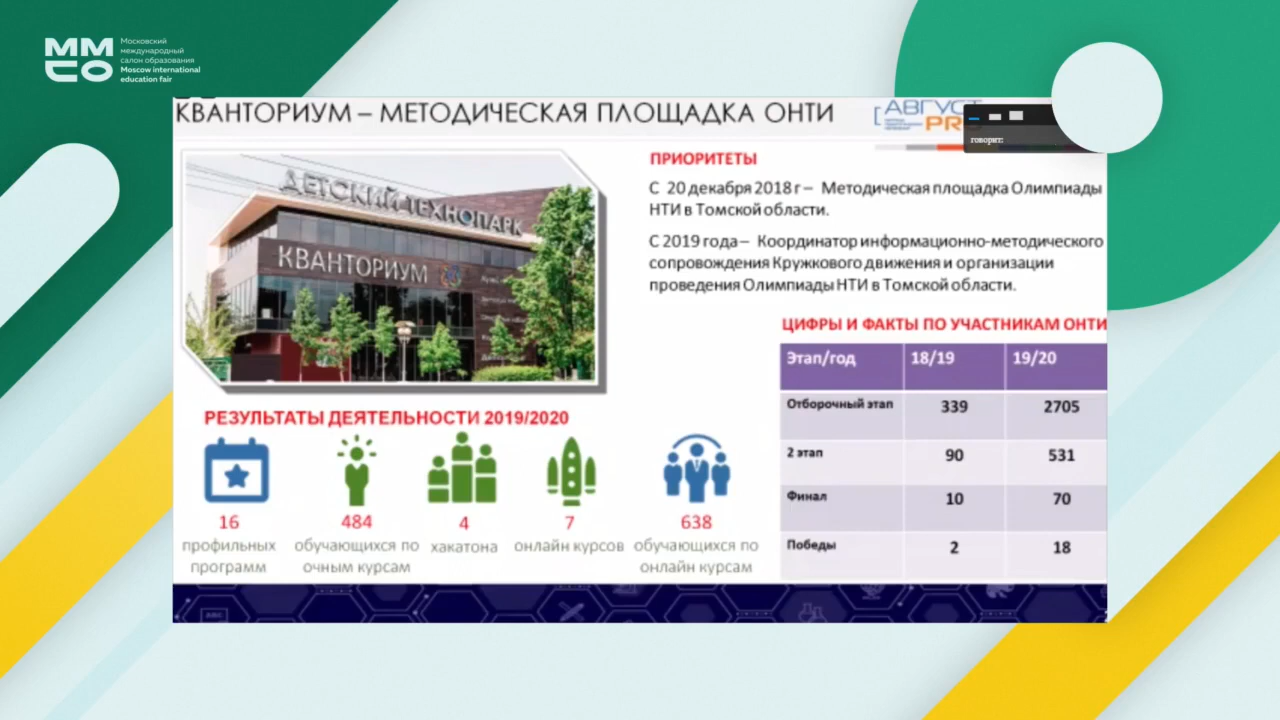 Московский
международный
салон образования
Moscow international
education fair
ММ
СО
КВАНТОРИУМ – МЕТОДИЧЕСКАЯ ПЛОЩАДКА ОНТИ
АВГУСТ
PRO
говорит:
ДЕТСКИЙ ТЕХНОПАРК
КВАНТОРИУМ
ПРИОРИТЕТЫ
С 20 декабря 2018 г – Методическая площадка Олимпиады
НТИ в Томской области.
С 2019 года – Координатор информационно-методического
сопровождения Кружкового движения и организации
проведения Олимпиады НТИ в Томской области.
ЦИФРЫ И ФАКТЫ ПО УЧАСТНИКАМ ОНТИ
Этап/год 18/19 19/20
Отборочный этап 339 2705
2 этап 90 531
Финал 10 70
Победы 2 18
РЕЗУЛЬТАТЫ ДЕЯТЕЛЬНОСТИ 2019/2020
16 484 4 7 638
профильных обучающихся по хакатона онлайн курсов обучающихся по
программ очным курсам онлайн курсам